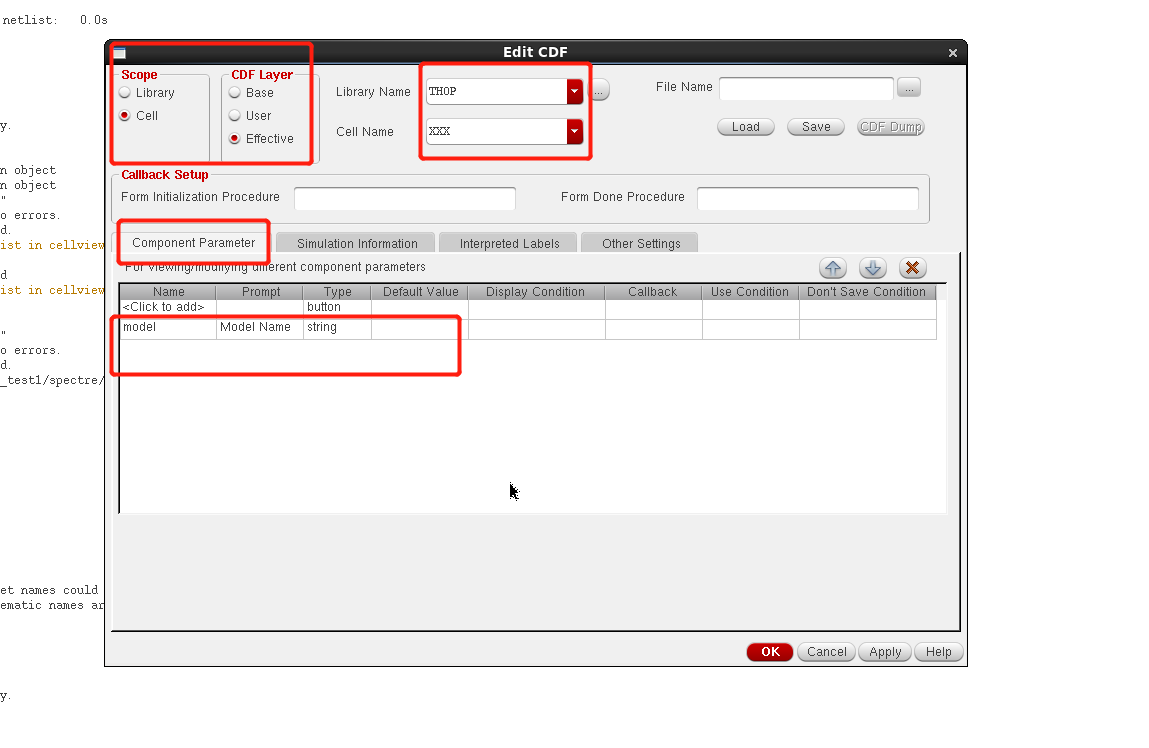 netlist:   0.0s
Edit CDF
Scope
Library
Cell
CDF Layer
Base
User
Effective
Library Name THOP ...
Cell Name XXX
File Name ...
Load Save CDF Dump
y.
n object
n object
"
o errors.
d.
ist in cellview
d
ist in cellview
"
o errors.
d.
_test1/spectre/
Callback Setup
Form Initialization Procedure Form Done Procedure
Component Parameter Simulation Information Interpreted Labels Other Settings
For viewing/modifying different component parameters
Name Prompt Type Default Value Display Condition Callback Use Condition Don't Save Condition
<Click to add> button
model Model Name string
et names could
ematic names ar
OK Cancel Apply Help
y.